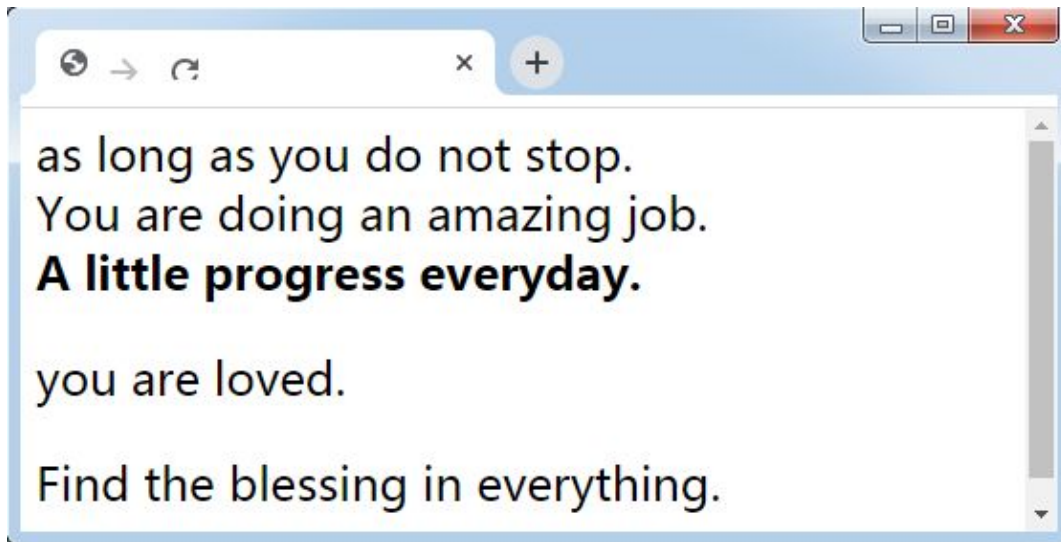 as long as you do not stop.
You are doing an amazing job.
A little progress everyday.
you are loved.
Find the blessing in everything.